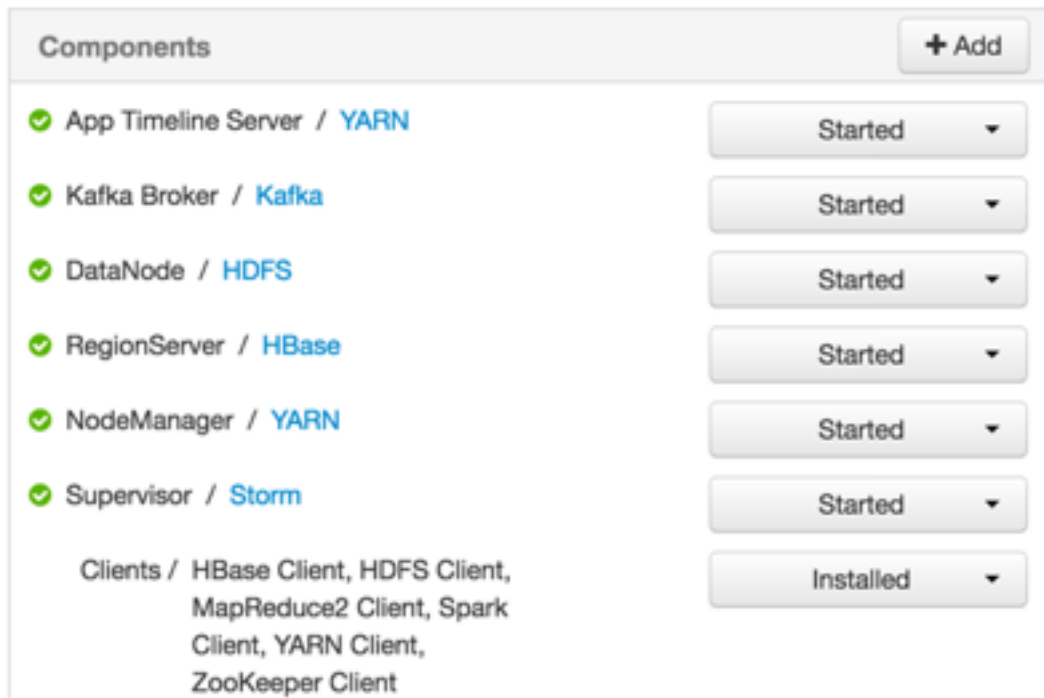 Components
+ Add
App Timeline Server / YARN
Started
Kafka Broker / Kafka
Started
DataNode / HDFS
Started
RegionServer / HBase
Started
NodeManager / YARN
Started
Supervisor / Storm
Started
Clients / HBase Client, HDFS Client,
Installed
MapReduce2 Client, Spark
Client, YARN Client,
ZooKeeper Client